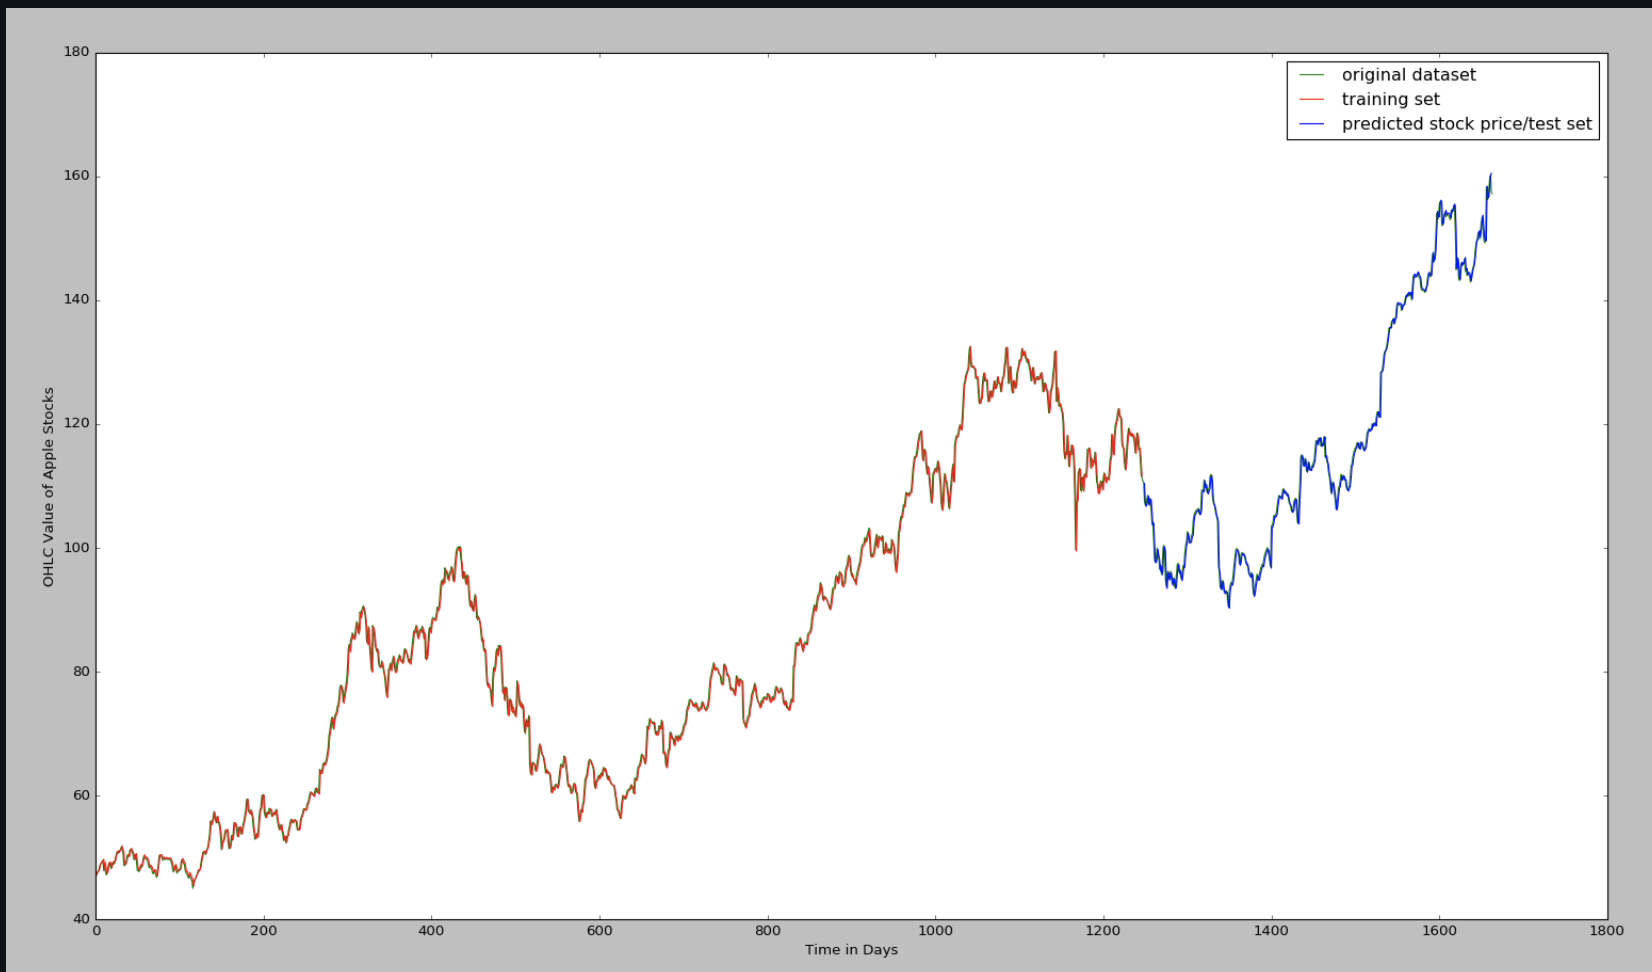 180
160
140
120
100
80
60
40
0 200 400 600 800 1000 1200 1400 1600 1800
OHLC Value of Apple Stocks
Time in Days
original dataset
training set
predicted stock price/test set